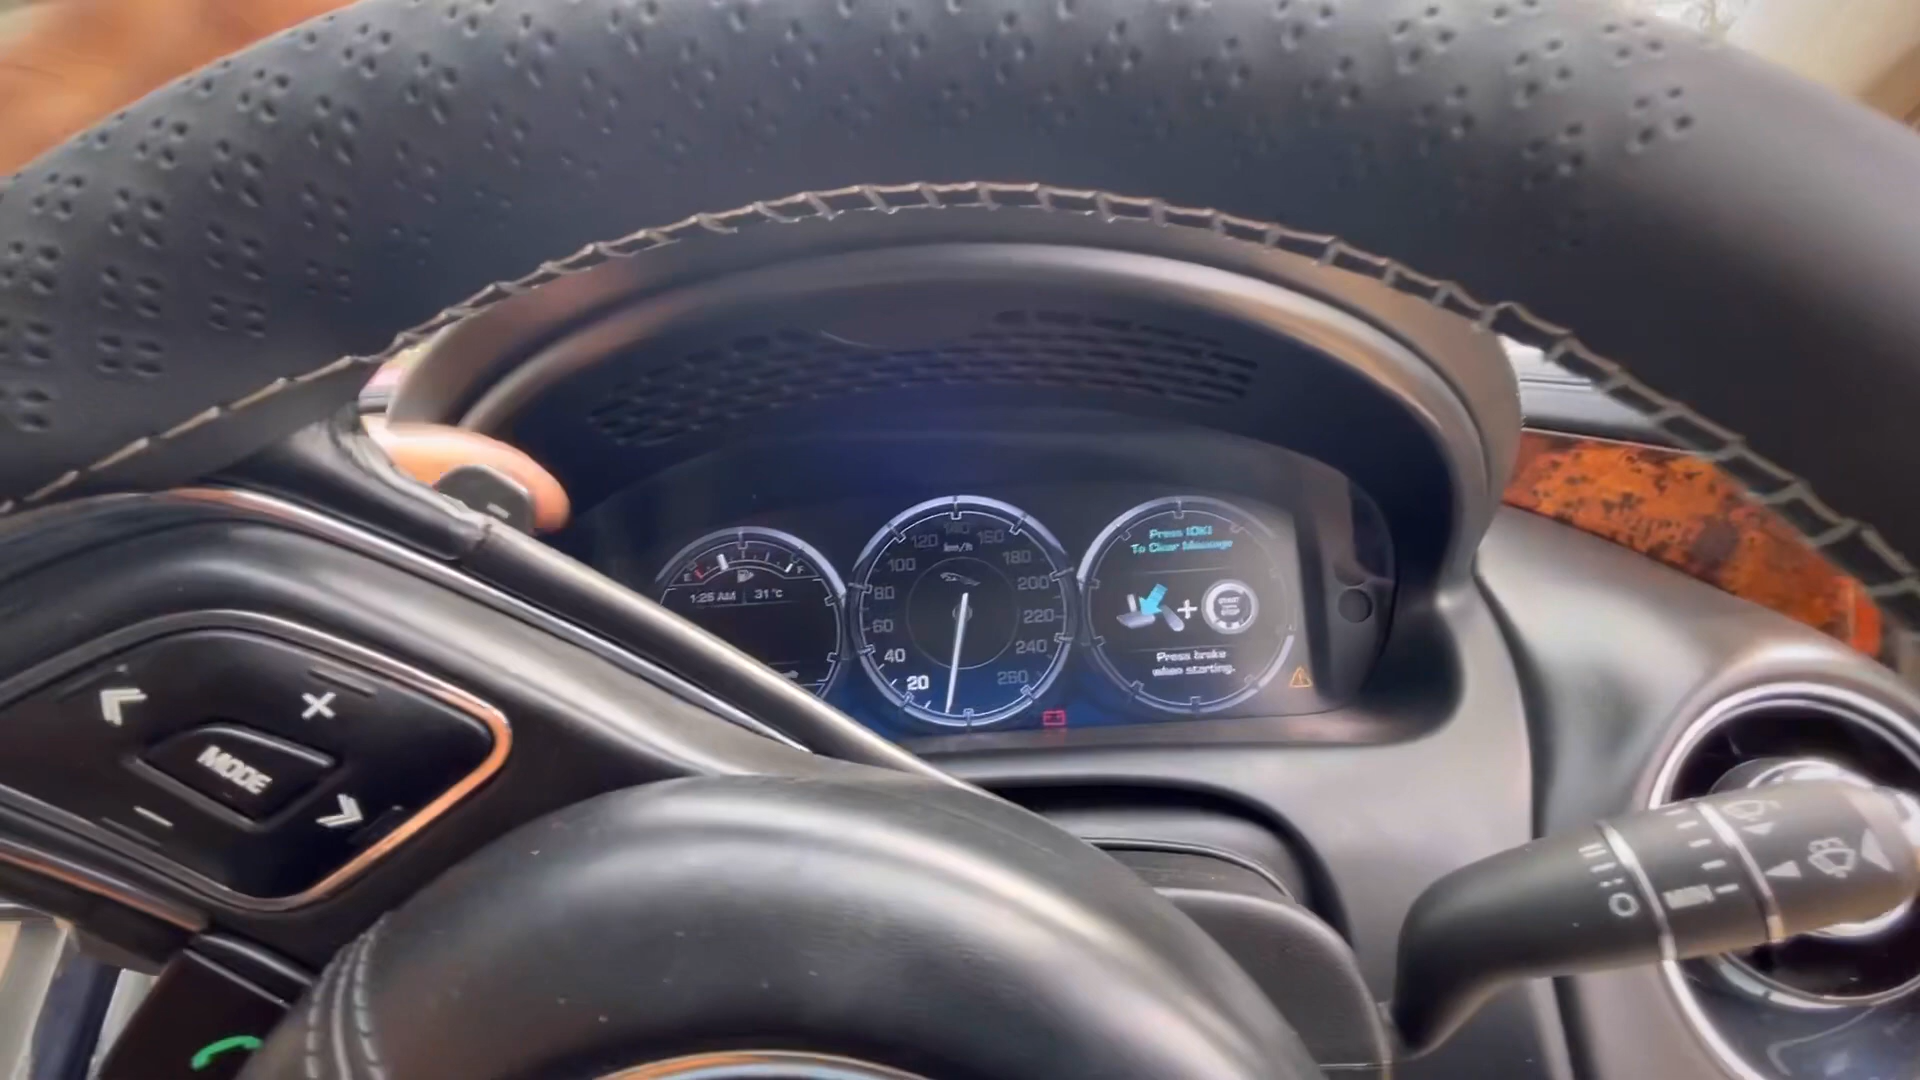 Press [OK]
To Clear Message
E
F
1:26 AM
31°c
START
STOP
Press brake
when starting.
km/h
20
40
60
80
100
120
140
160
180
200
220
240
260
MODE